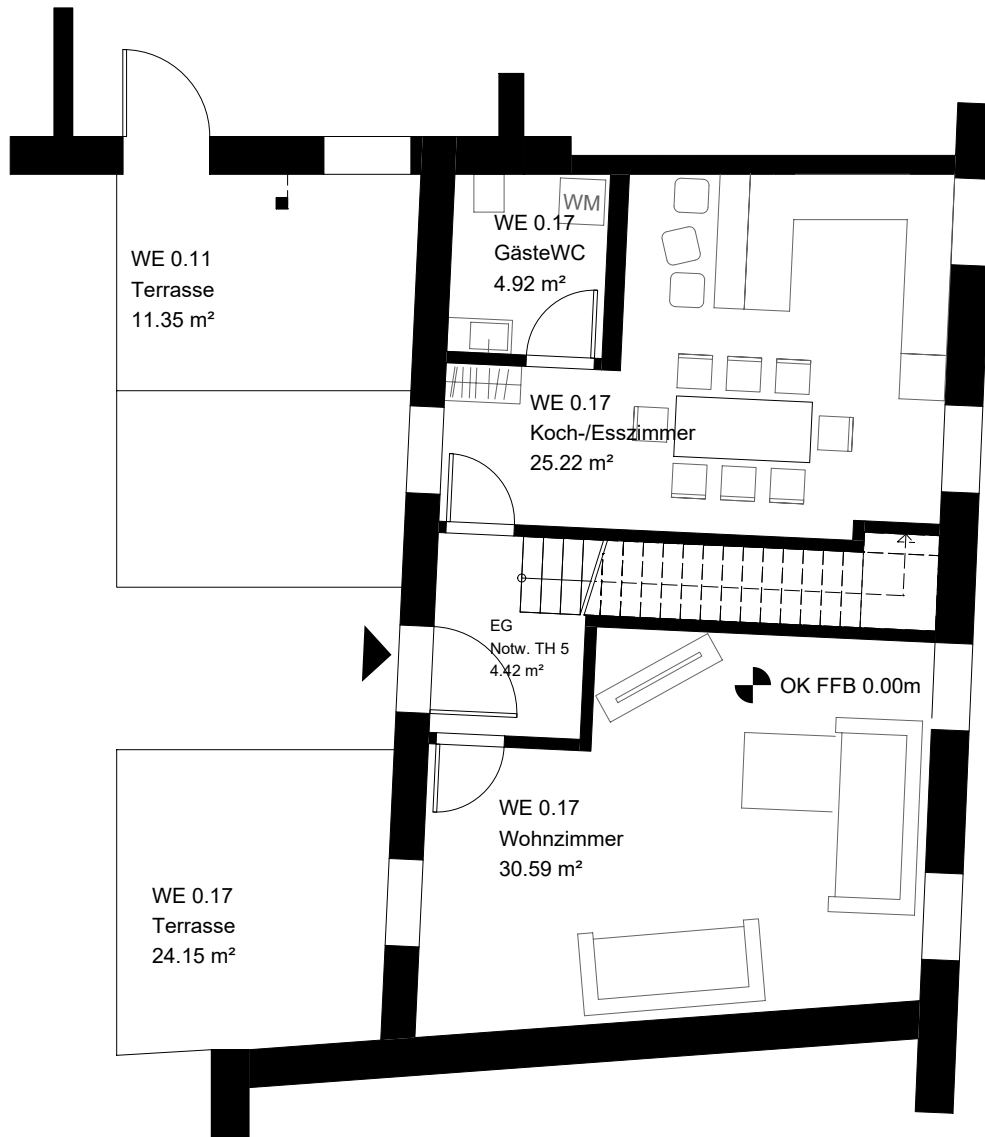 WM
WE 0.17
GästeWC
4.92 m²
WE 0.11
Terrasse
11.35 m²
WE 0.17
Koch-/Esszimmer
25.22 m²
EG
Notw. TH 5
4.42 m²
OK FFB 0.00m
WE 0.17
Wohnzimmer
30.59 m²
WE 0.17
Terrasse
24.15 m²